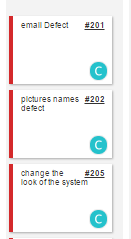 email Defect #201
C
pictures names #202
defect
C
change the #205
look of the system
C